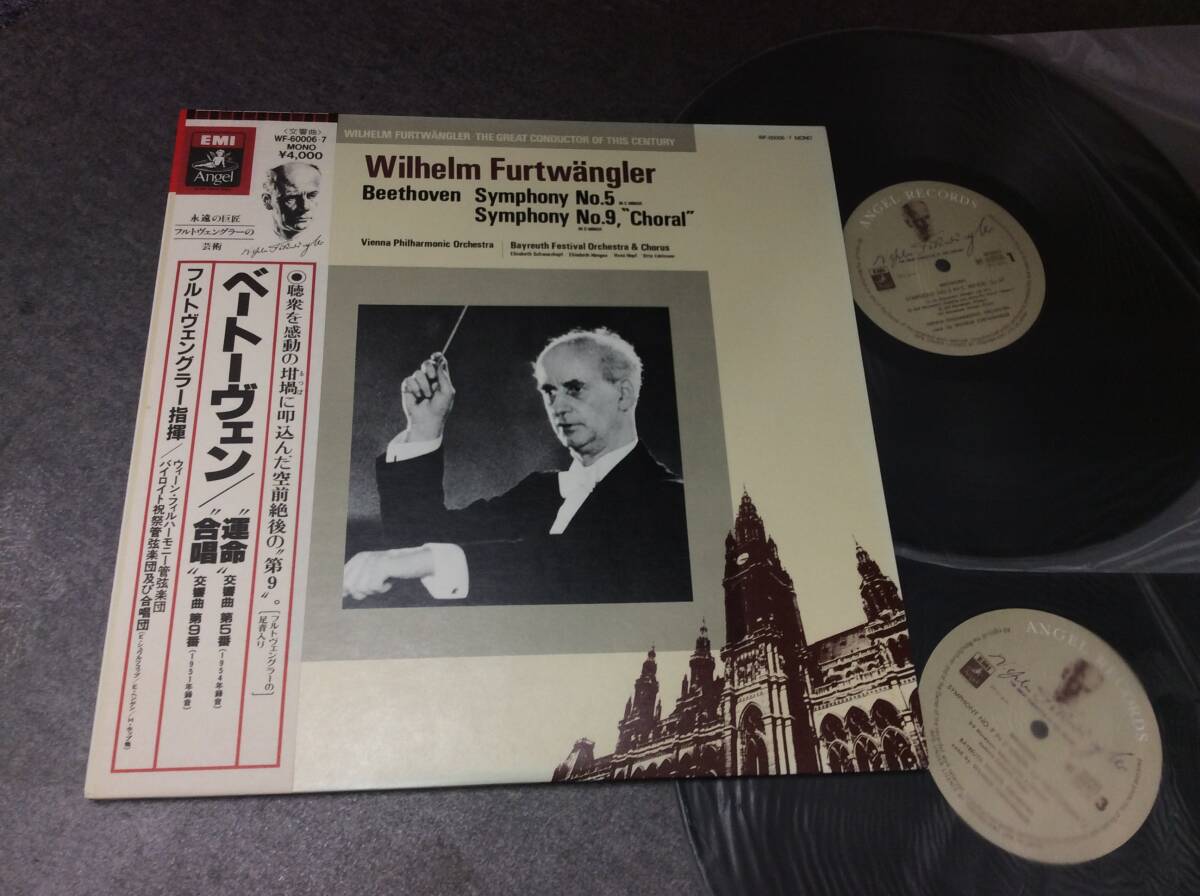 EMI
Angel
〈交響曲〉
WF-60006・7
MONO
¥4,000
永遠の巨匠
フルトヴェングラーの
芸術
●聴衆を感動の坩堝に叩込んだ空前絶後の“第9”。
るつぼ
[フルトヴェングラーの
足音入り]
ベートーヴェン/
“運命”
交響曲 第5番
(1954年録音)
“合唱”
交響曲 第9番
(1951年録音)
フルトヴェングラー指揮/
ウィーン・フィルハーモニー管弦楽団
バイロイト祝祭管弦楽団及び合唱団
WILHELM FURTWÄNGLER・THE GREAT CONDUCTOR OF THIS CENTURY
WF-60006・7 MONO
Wilhelm Furtwängler
Beethoven Symphony No.5
Symphony No.9, "Choral"
Vienna Philharmonic Orchestra
Bayreuth Festival Orchestra & Chorus
Elisabeth Schwarzkopf
ANGEL RECORDS
EMI
1
ANGEL RECORDS
EMI
3